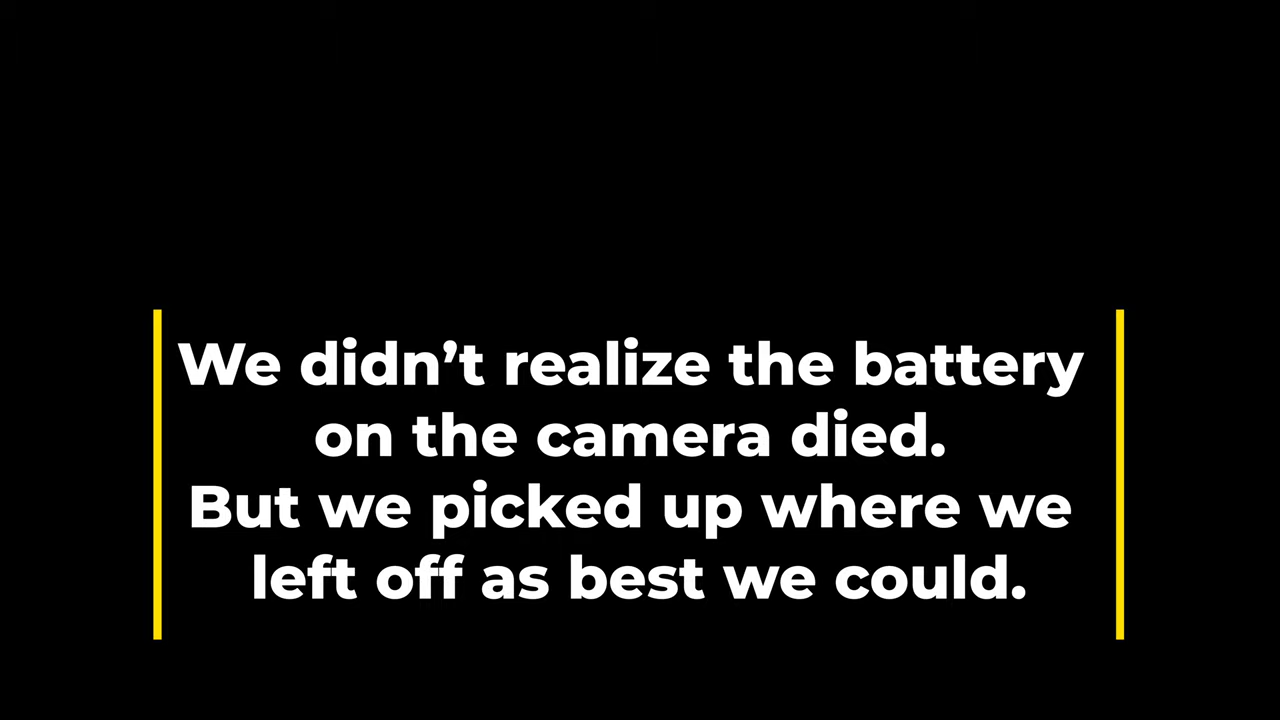 We didn’t realize the battery
on the camera died.
But we picked up where we
left off as best we could.